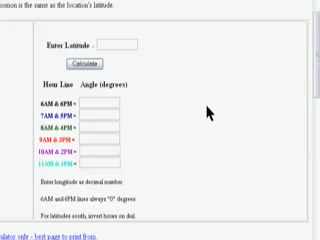 nomon is the same as the location's latitude.
Enter Latitude -
Calculate
Hour Line Angle (degrees)
6AM & 6PM=
7AM & 5PM=
8AM & 4PM=
9AM & 3PM=
10AM & 2PM=
11AM & 1PM=
Enter longitude as decimal number.
6AM and 6PM lines always "0" degrees
For latitudes south, invert hours on dial.
ulator only - best page to print from.